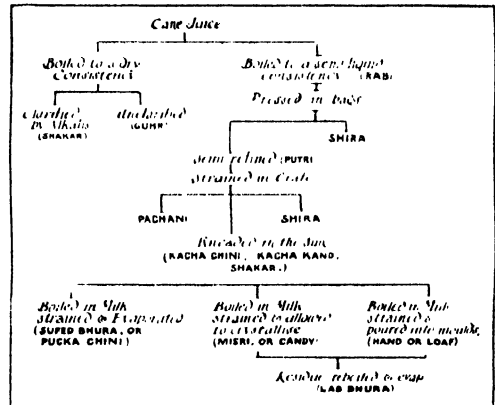 Cane Juice
Boiled to a dry
Consistency
Boiled to a semi liquid
consistency (RAB)
Pressed in bags
Clarified
by Alkalis
(SHAKAR)
Unclarified
(GUHR)
SHIRA
Semi refined (PUTRI
Strained in Crate
PACHANI
SHIRA
Kneaded in the Sun
(KACHA CHINI, KACHA KAND,
SHAKAR.)
Boiled in Milk
strained & Evaporated
(SUFED BHURA, OR
PUCKA CHINI)
Boiled in Milk
strained & allowed
to crystallise
(MISRI, OR CANDY)
Boiled in Milk
strained &
poured into moulds,
(HAND OR LOAF)
Residue reboiled & evap
(LAB BHURA)